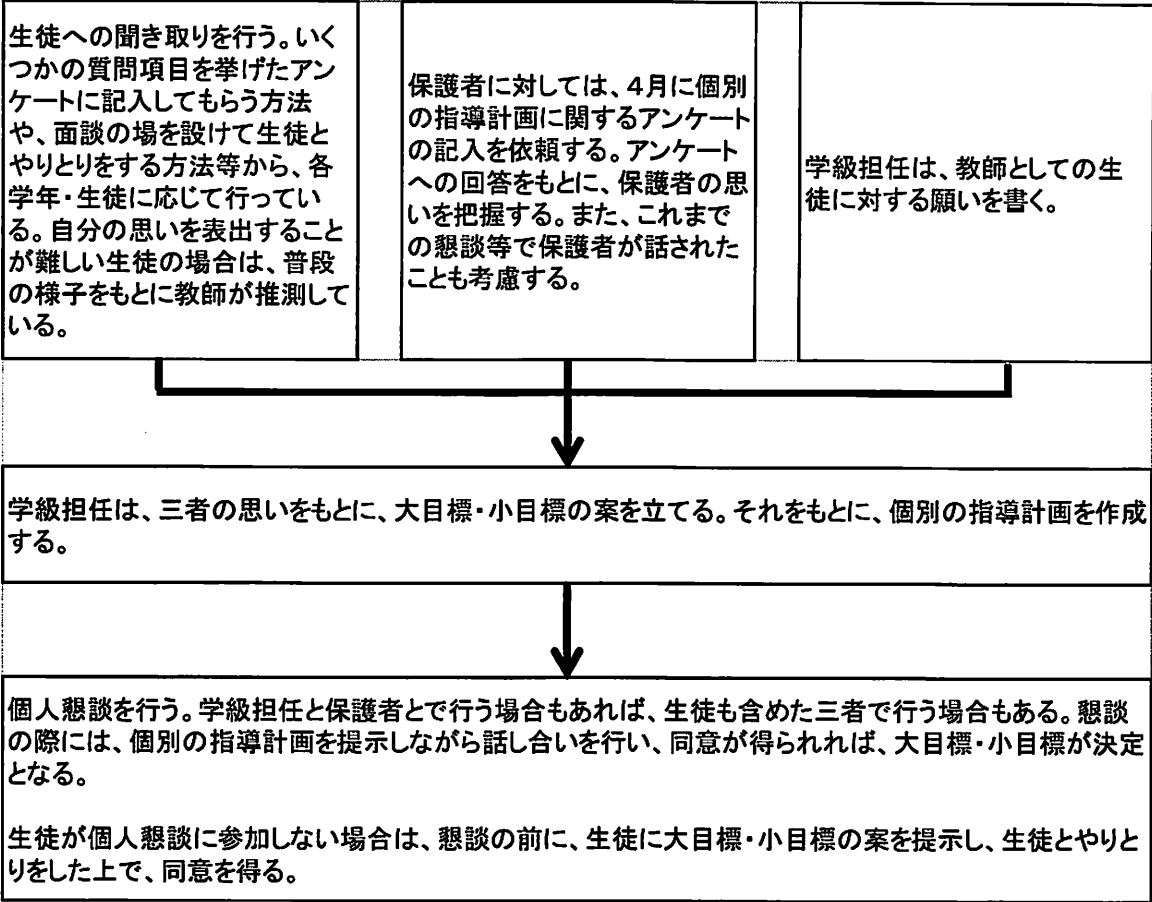 生徒への聞き取りを行う。いく
つかの質問項目を挙げたアン
ケートに記入してもらう方法
や、面談の場を設けて生徒と
やりとりをする方法等から、各
学年・生徒に応じて行ってい
る。自分の思いを表出すること
が難しい生徒の場合は、普段
の様子をもとに教師が推測して
いる。
保護者に対しては、４月に個別
の指導計画に関するアンケート
の記入を依頼する。アンケート
への回答をもとに、保護者の思
いを把握する。また、これまで
の懇談等で保護者が話された
ことも考慮する。
学級担任は、教師としての生
徒に対する願いを書く。
学級担任は、三者の思いをもとに、大目標・小目標の案を立てる。それをもとに、個別の指導計画を作成
する。
個人懇談を行う。学級担任と保護者とで行う場合もあれば、生徒も含めた三者で行う場合もある。懇談
の際には、個別の指導計画を提示しながら話し合いを行い、同意が得られれば、大目標・小目標が決定
となる。
生徒が個人懇談に参加しない場合は、懇談の前に、生徒に大目標・小目標の案を提示し、生徒とやりと
りをした上で、同意を得る。